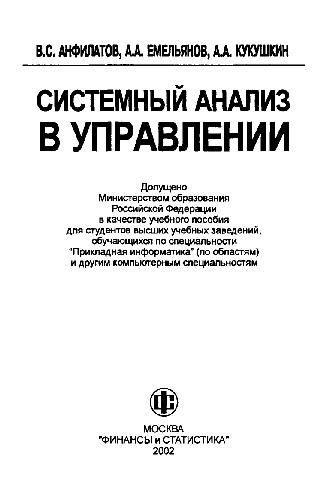 В.С. АНФИЛАТОВ, А.А. ЕМЕЛЬЯНОВ, А.А. КУКУШКИН
СИСТЕМНЫЙ АНАЛИЗ
В УПРАВЛЕНИИ
Допущено
Министерством образования
Российской Федерации
в качестве учебного пособия
для студентов высших учебных заведений,
обучающихся по специальности
"Прикладная информатика" (по областям)
и другим компьютерным специальностям
ФС
МОСКВА
"ФИНАНСЫ и СТАТИСТИКА"
2002